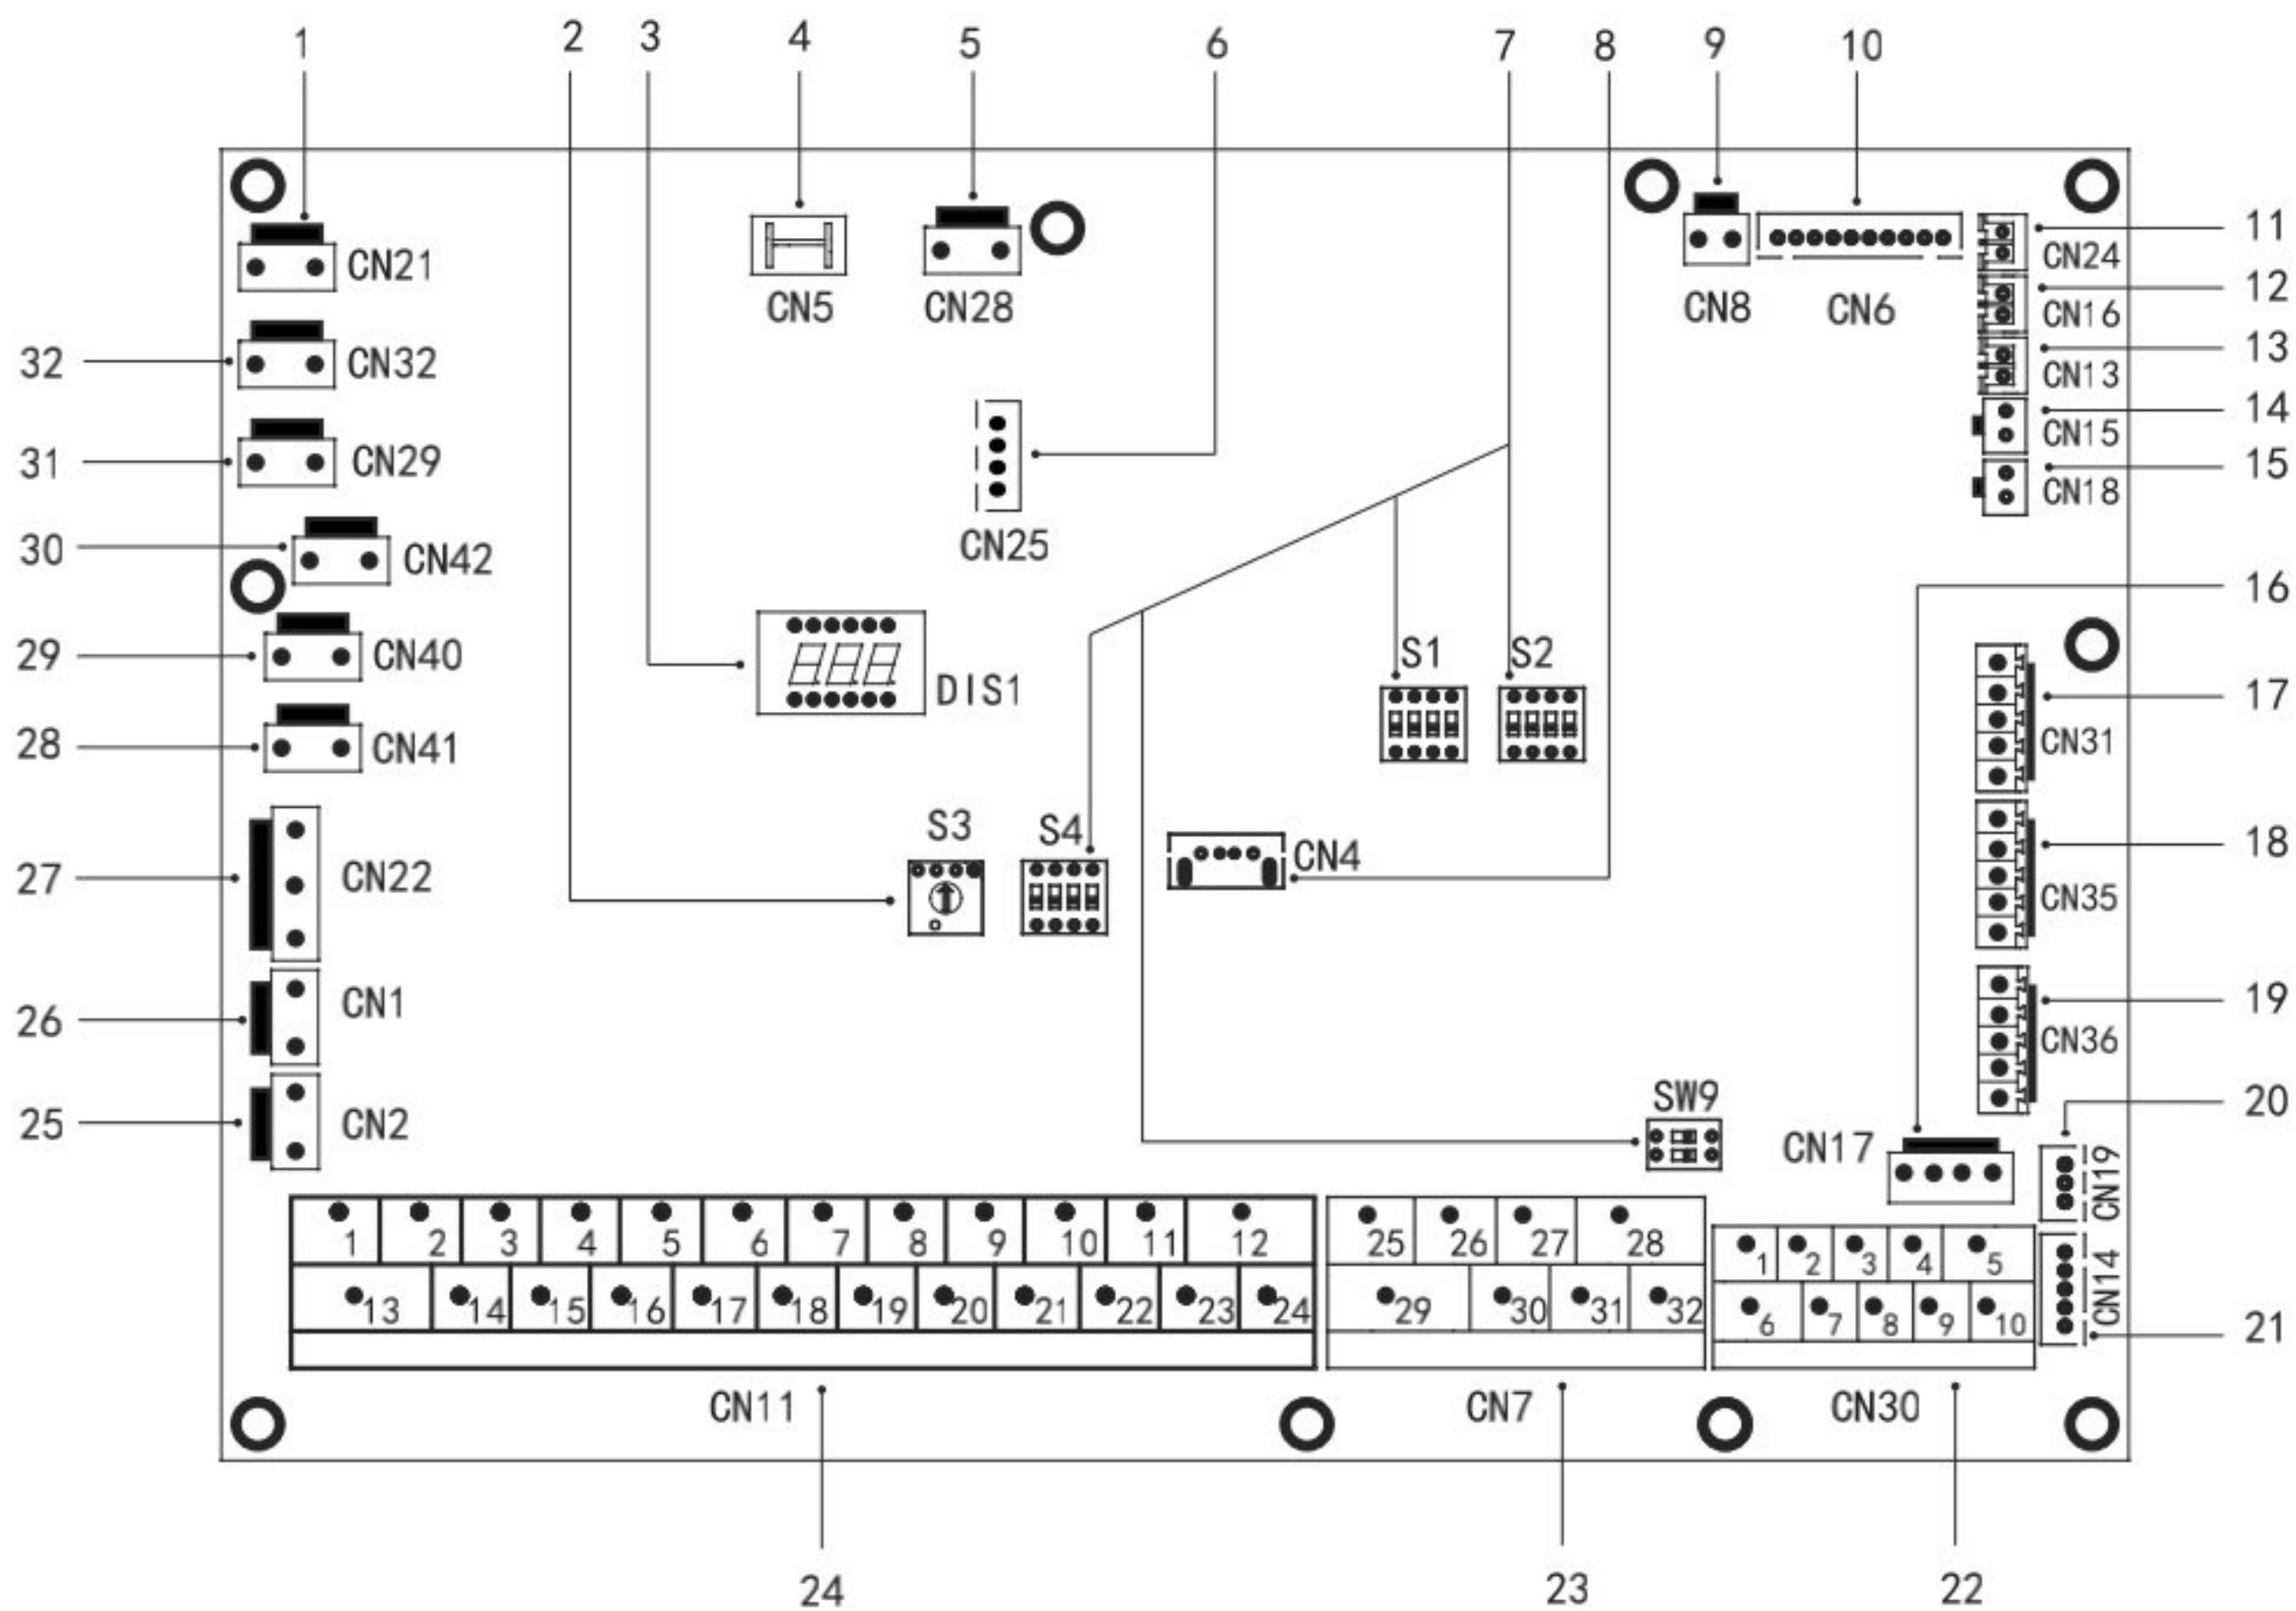 1 2 3 4 5 6 7 8 9 10
CN21
CN5
CN28
CN8
CN6
CN24
11
CN16
12
CN13
13
CN15
14
CN18
15
32
CN32
31
CN29
30
CN42
29
CN40
28
CN41
CN25
DIS1
S1
S2
16
17
CN31
18
CN35
19
CN36
20
27
CN22
S3
S4
CN4
26
CN1
25
CN2
SW9
CN17
CN19
CN14
21
1 2 3 4 5 6 7 8 9 10 11 12
13 14 15 16 17 18 19 20 21 22 23 24
25 26 27 28
29 30 31 32
1 2 3 4 5
6 7 8 9 10
CN11
CN7
CN30
24
23
22